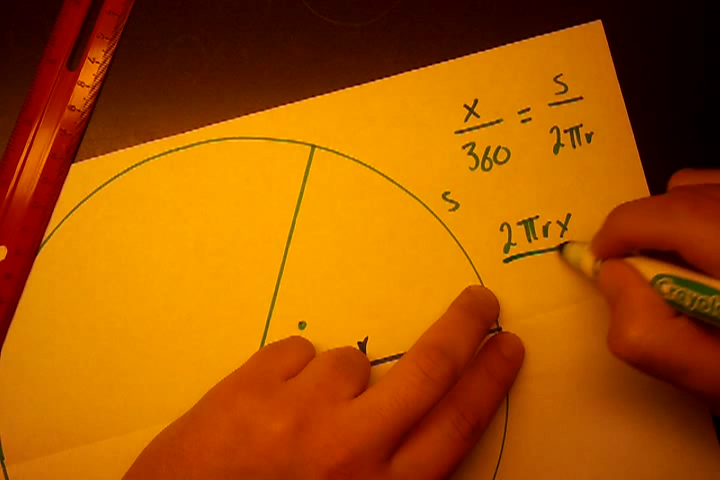 x = s
360 2πr
s
2πrx
r
Crayola